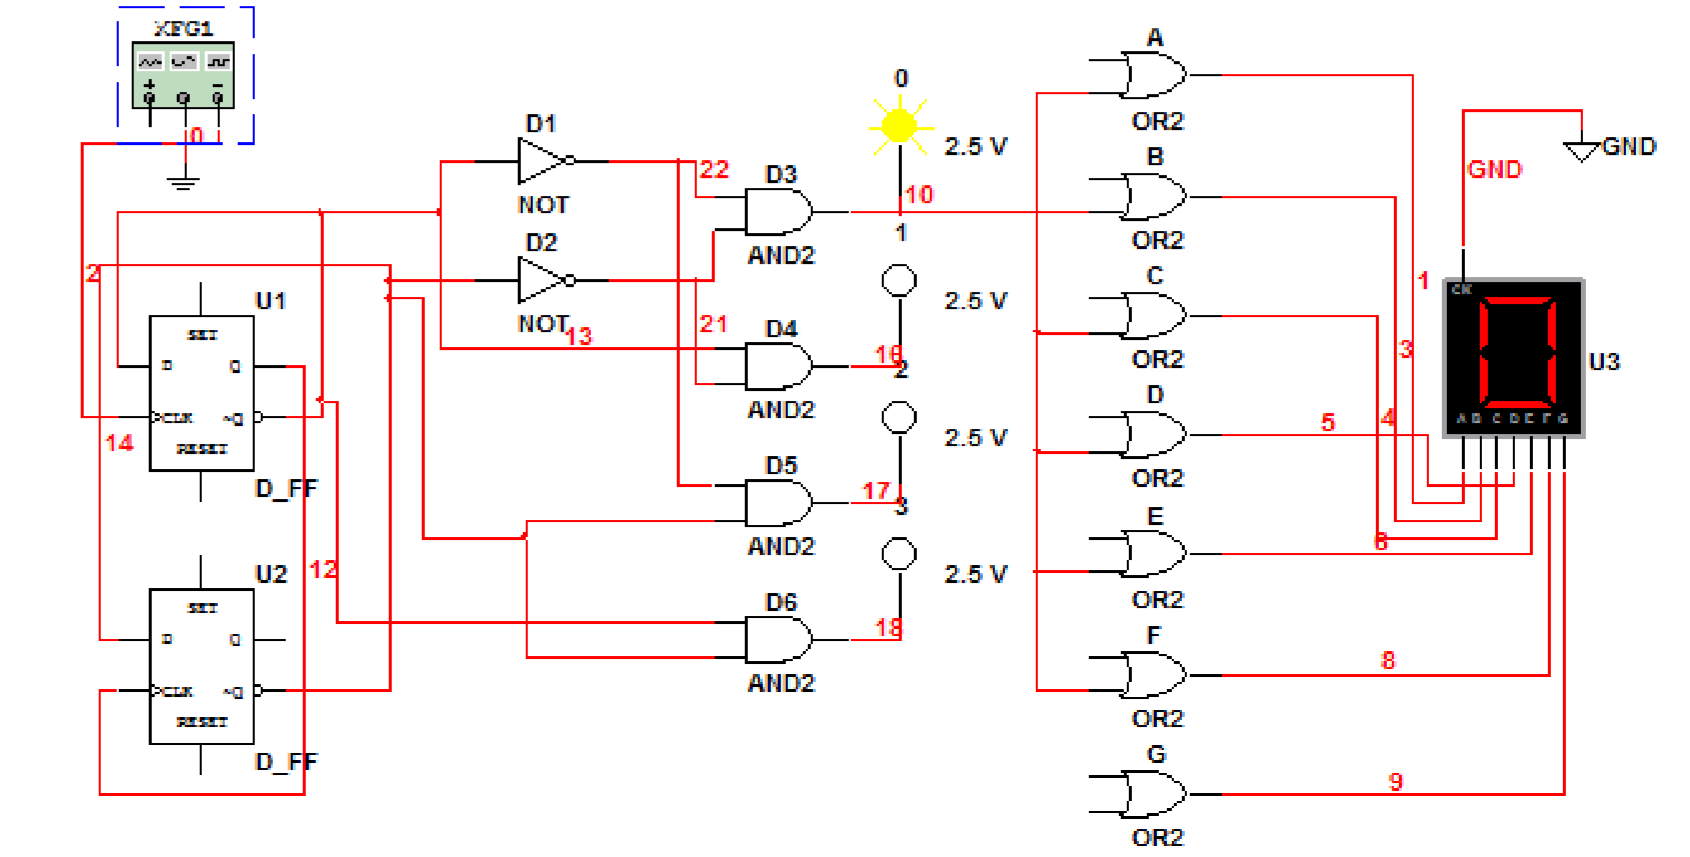 XFG1
+
−
0
2
U1
SET
D
Q
CLK
~Q
RESET
D_FF
14
U2
SET
D
Q
CLK
~Q
RESET
D_FF
12
D1
NOT
D2
NOT
13
22
21
D3
AND2
D4
AND2
D5
AND2
D6
AND2
0
2.5 V
10
1
2.5 V
16
2
2.5 V
17
3
2.5 V
18
A
OR2
B
OR2
C
OR2
D
OR2
E
OR2
F
OR2
G
OR2
1
3
4
5
6
8
9
GND
GND
CK
U3
A B C D E F G